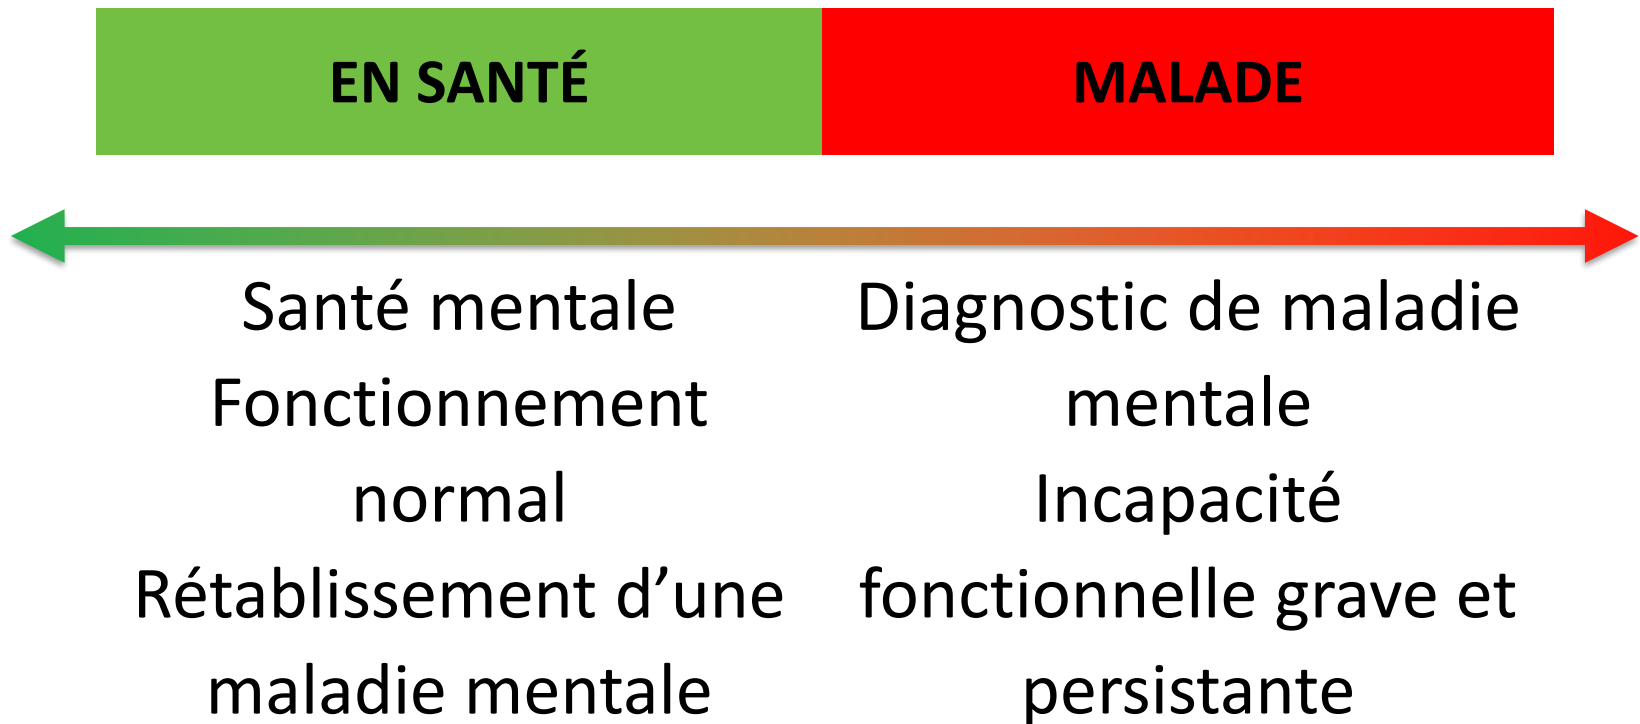 EN SANTÉ
MALADE
Santé mentale
Fonctionnement
normal
Rétablissement d’une
maladie mentale
Diagnostic de maladie
mentale
Incapacité
fonctionnelle grave et
persistante